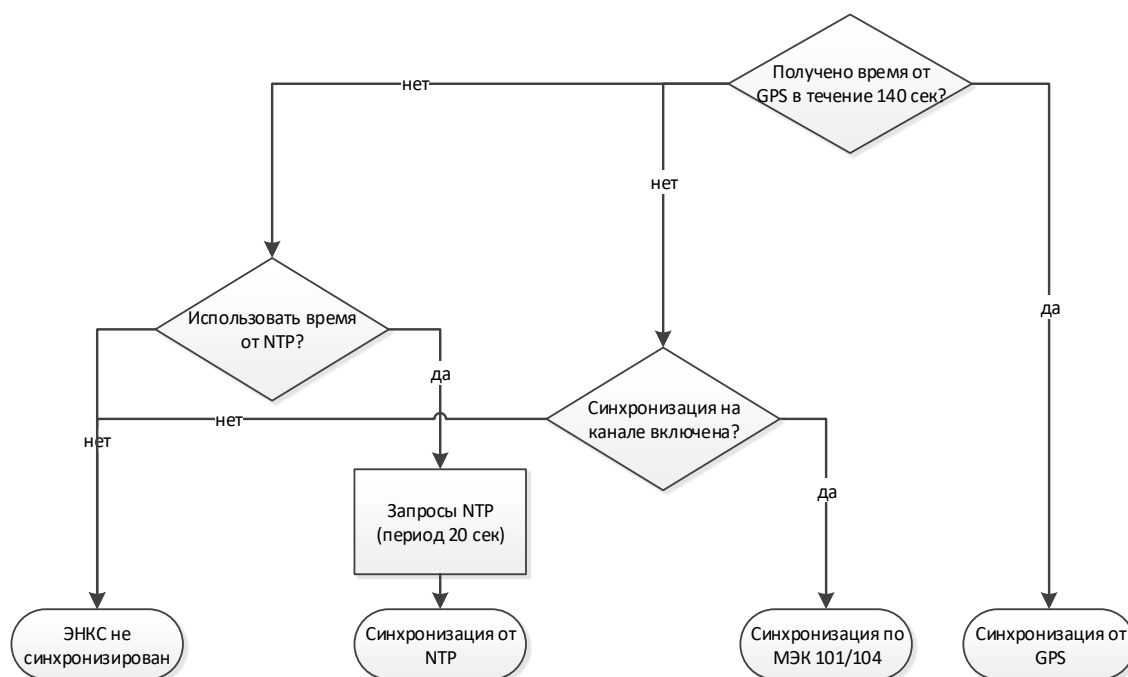 Получено время от
GPS в течение 140 сек?
нет
нет
да
Использовать время
от NTP?
да
нет
нет
Синхронизация на
канале включена?
да
Запросы NTP
(период 20 сек)
ЭНКС не
синхронизирован
Синхронизация от
NTP
Синхронизация по
МЭК 101/104
Синхронизация от
GPS